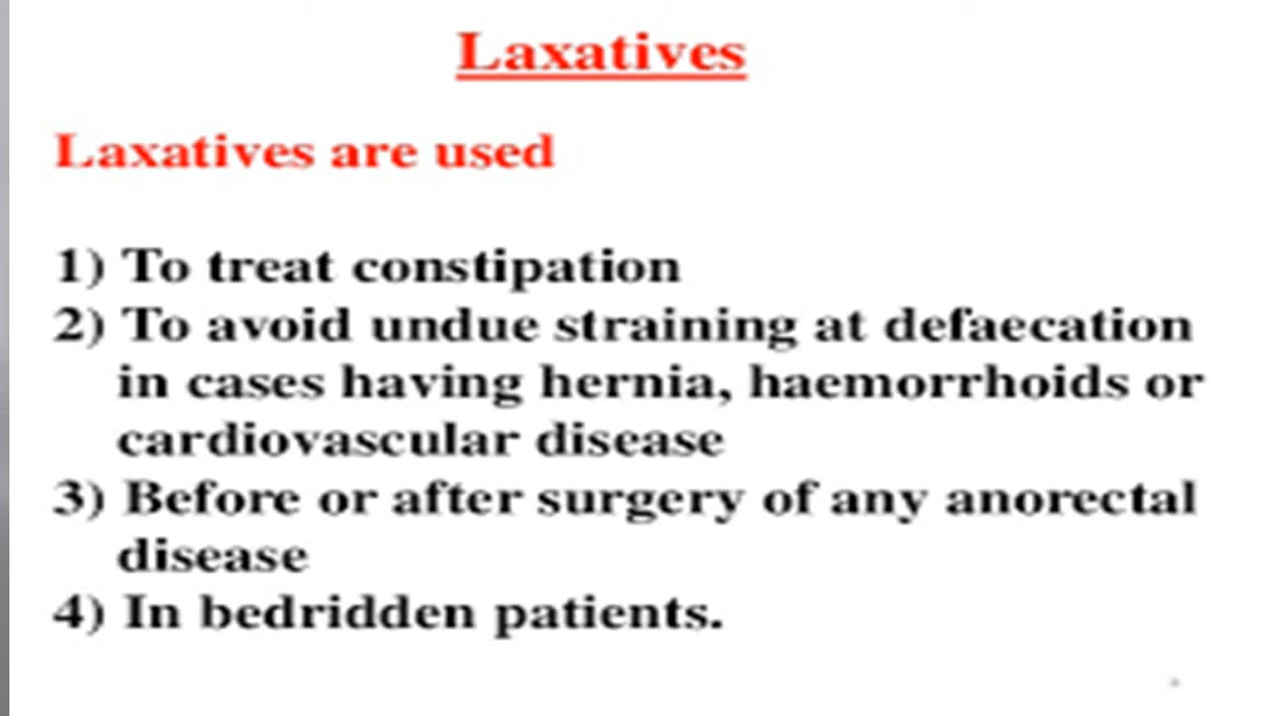 Laxatives
Laxatives are used
1) To treat constipation
2) To avoid undue straining at defaecation
in cases having hernia, haemorrhoids or
cardiovascular disease
3) Before or after surgery of any anorectal
disease
4) In bedridden patients.